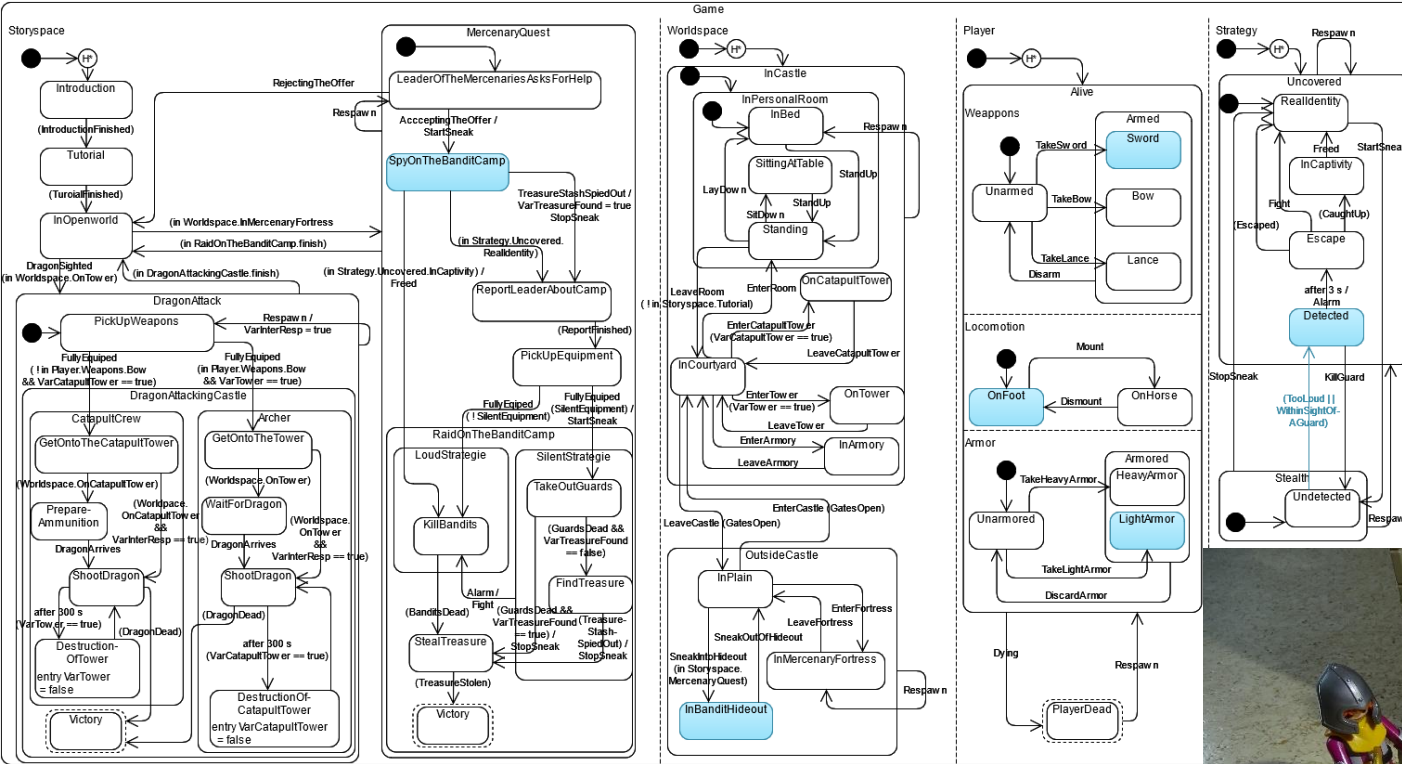 Game
Storyspace
H*
Introduction
(IntroductionFinished)
Tutorial
(TuroialFinished)
InOpenworld
DragonSighted
(in Worldspace.OnTower)
(in DragonAttackingCastle.finish)
RejectingTheOffer
(in Worldspace.InMercenaryFortress)
(in RaidOnTheBanditCamp.finish)
DragonAttack
PickUpWeapons
Respawn /
VarInterResp = true
FullyEquiped
( ! in Player.Weapons.Bow
&& VarCatapultTower == true)
FullyEquiped
(in Player.Weapons.Bow
&& VarTower == true)
DragonAttackingCastle
CatapultCrew
GetOntoTheCatapultTower
(Worldspace.OnCatapultTower)
Prepare-
Ammunition
(Worldpace.
OnCatapultTower
&&
VarInterResp == true)
DragonArrives
ShootDragon
after 300 s
(VarTower == true)
(DragonDead)
Destruction-
OfTower
entry VarTower
= false
Victory
Archer
GetOntoTheTower
(Worldspace.OnTower)
WaitForDragon
(Worldspace.
OnTower
&&
VarInterResp == true)
DragonArrives
ShootDragon
(DragonDead)
after 300 s
(VarCatapultTower == true)
DestructionOf-
CatapultTower
entry VarCatapultTower
= false
MercenaryQuest
LeaderOfTheMercenariesAsksForHelp
Respawn
AccceptingTheOffer /
StartSneak
SpyOnTheBanditCamp
TreasureStashSpiedOut /
VarTreasureFound = true
StopSneak
(in Strategy.Uncovered.
RealIdentity)
(in Strategy.Uncovered.InCaptivity) /
Freed
ReportLeaderAboutCamp
(ReportFinished)
PickUpEquipment
FullyEqiped
( ! SilentEquipment)
FullyEquiped
(SilentEquipment) /
StartSneak
RaidOnTheBanditCamp
LoudStrategie
KillBandits
SilentStrategie
TakeOutGuards
(GuardsDead &&
VarTreasureFound
== false)
FindTreasure
Alarm /
Fight
(BanditsDead)
(GuardsDead &&
VarTreasureFound
== true) /
StopSneak
(Treasure-
Stash-
SpiedOut) /
StopSneak
StealTreasure
(TreasureStolen)
Victory
Worldspace
H*
InCastle
InPersonalRoom
InBed
Respawn
SittingAtTable
StandUp
LayDown
StandUp
SitDown
Standing
LeaveRoom
( ! in Storyspace.Tutorial)
EnterRoom
OnCatapultTower
EnterCatapultTower
(VarCatapultTower == true)
LeaveCatapultTower
InCourtyard
EnterTower
(VarTower == true)
OnTower
LeaveTower
EnterArmory
InArmory
LeaveArmory
EnterCastle (GatesOpen)
LeaveCastle (GatesOpen)
OutsideCastle
InPlain
EnterFortress
LeaveFortress
SneakOutOfHideout
SneakIntoHideout
(in Storyspace.
MercenaryQuest)
InMercenaryFortress
Respawn
InBanditHideout
Player
H*
Alive
Weappons
Armed
TakeSword
Sword
Unarmed
TakeBow
Bow
TakeLance
Lance
Disarm
Locomotion
Mount
OnFoot
OnHorse
Dismount
Armor
Armored
TakeHeavyArmor
HeavyArmor
Unarmored
LightArmor
TakeLightArmor
DiscardArmor
Dying
Respawn
PlayerDead
Strategy
H*
Respawn
Uncovered
RealIdentity
Freed
StartSneak
InCaptivity
Fight
(CaughtUp)
(Escaped)
Escape
after 3 s /
Alarm
Detected
StopSneak
KillGuard
(TooLoud ||
WithinSightOf-
AGuard)
Stealth
Undetected
Respawn